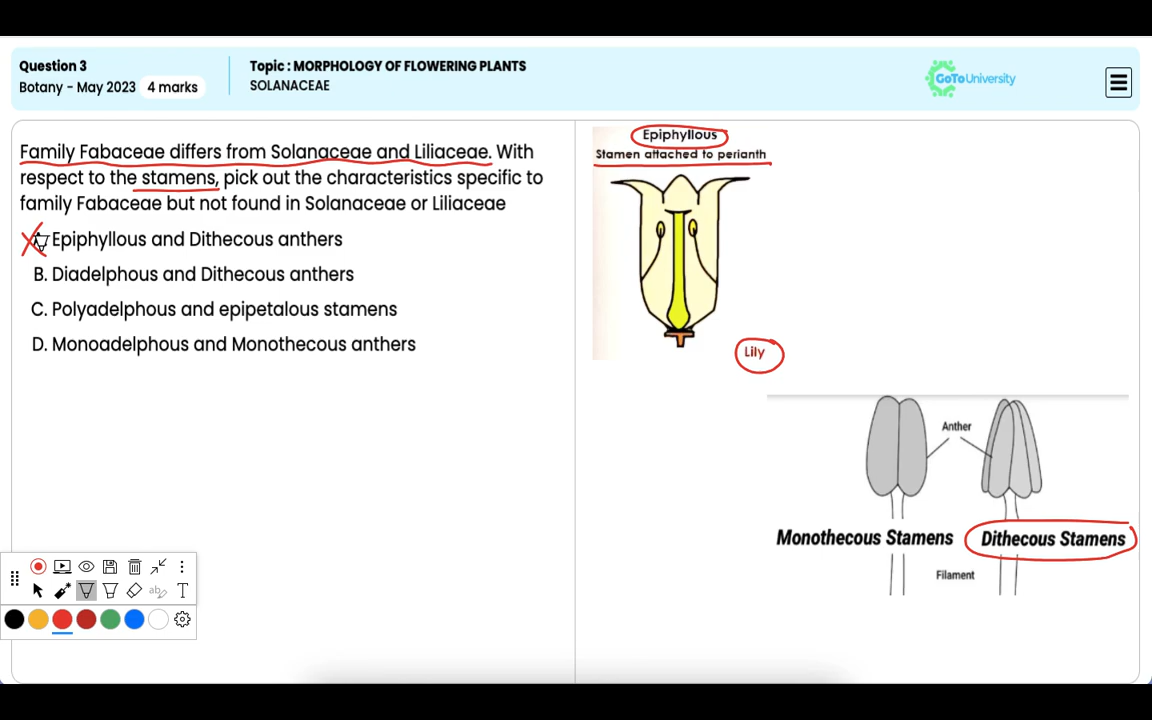 Question 3
Botany - May 2023 4 marks
Topic : MORPHOLOGY OF FLOWERING PLANTS
SOLANACEAE
GoTo University
Family Fabaceae differs from Solanaceae and Liliaceae. With
respect to the stamens, pick out the characteristics specific to
family Fabaceae but not found in Solanaceae or Liliaceae
Epiphyllous and Dithecous anthers
B. Diadelphous and Dithecous anthers
C. Polyadelphous and epipetalous stamens
D. Monoadelphous and Monothecous anthers
Epiphyllous
Stamen attached to perianth
Lily
Anther
Monothecous Stamens
Dithecous Stamens
Filament
ab
T